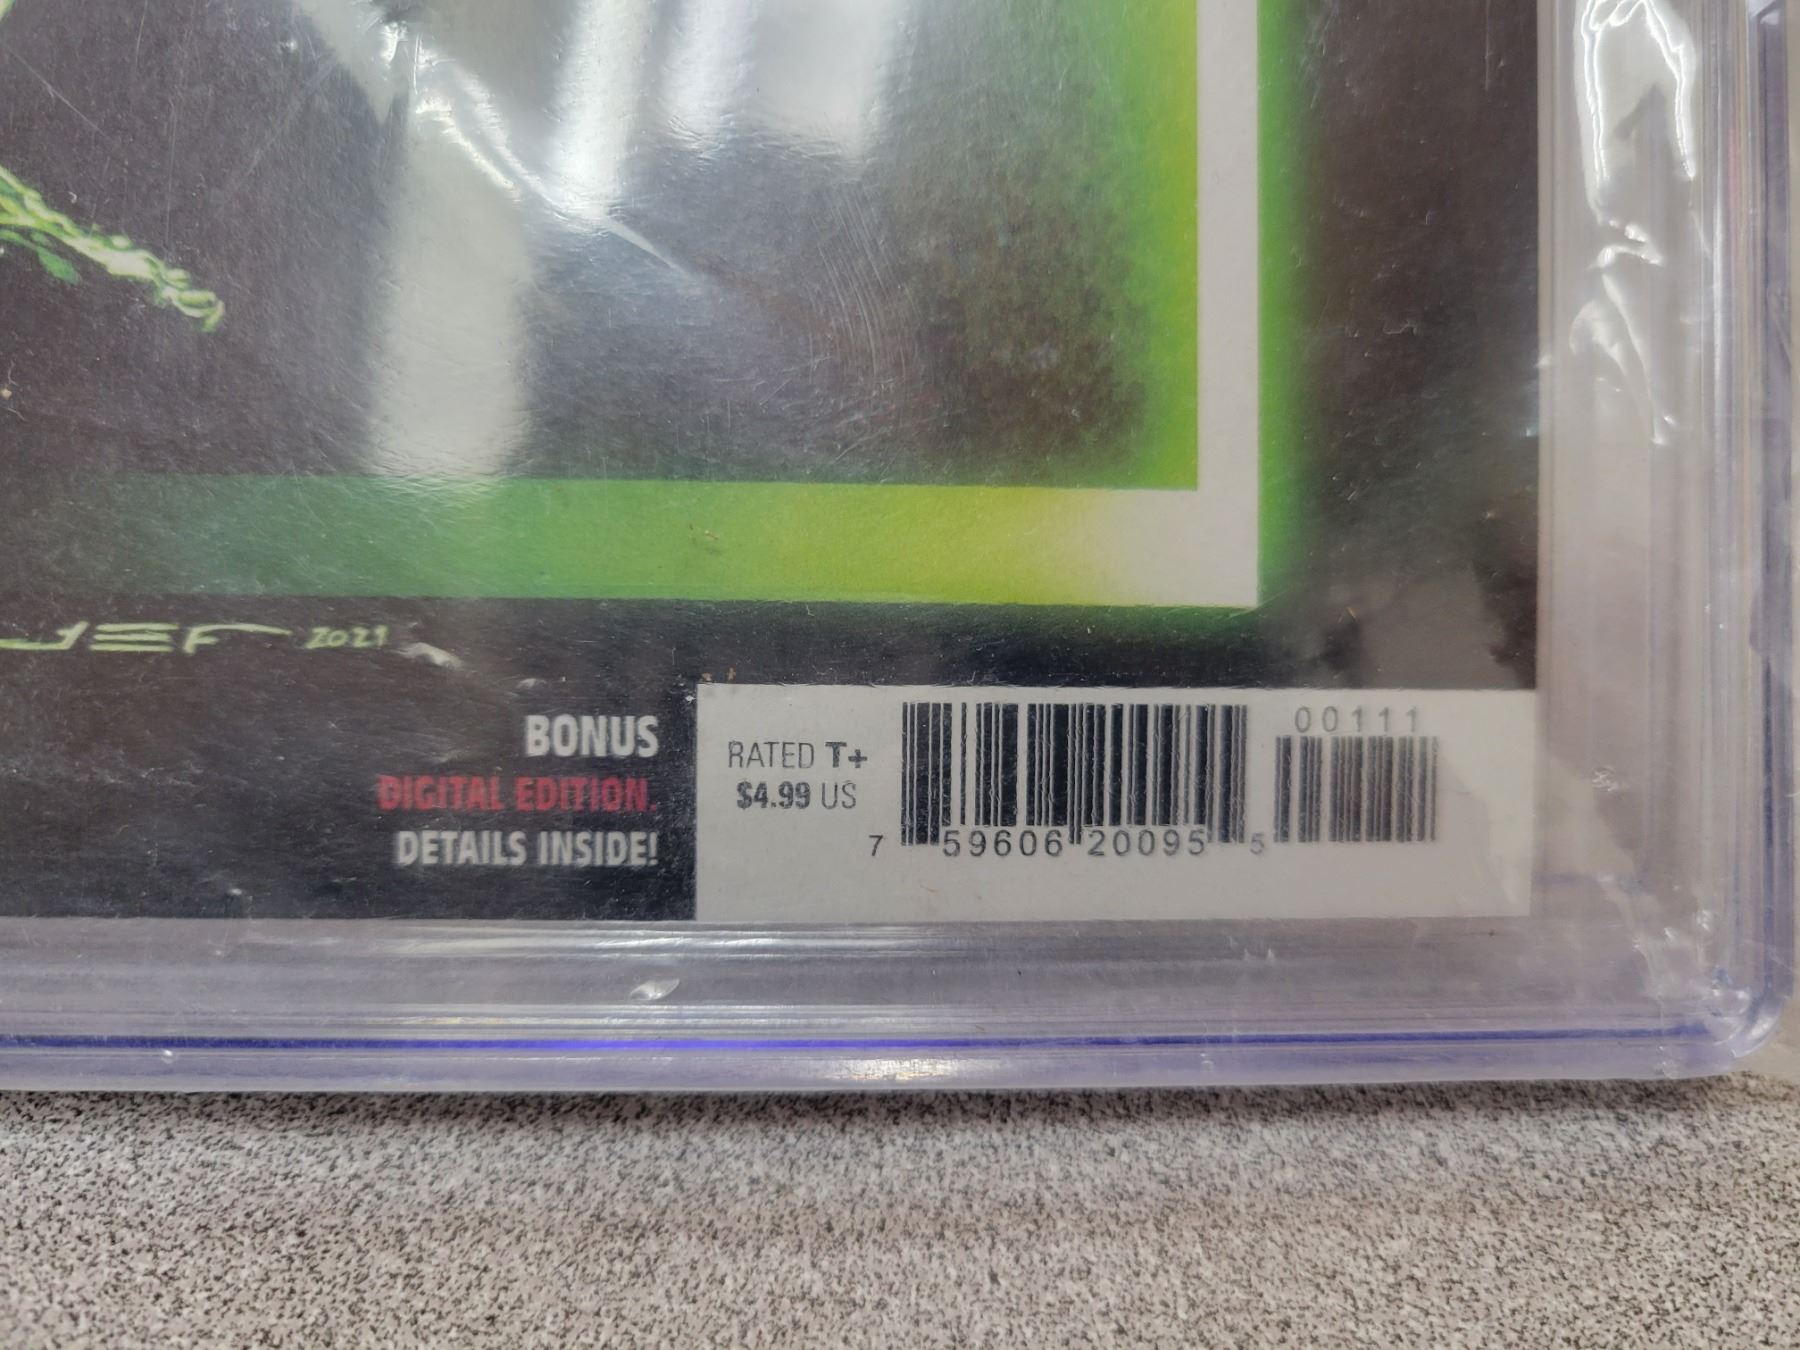 JEF 2021
BONUS
DIGITAL EDITION.
DETAILS INSIDE!
RATED T+
$4.99 US
00111
7 59606 20095 5